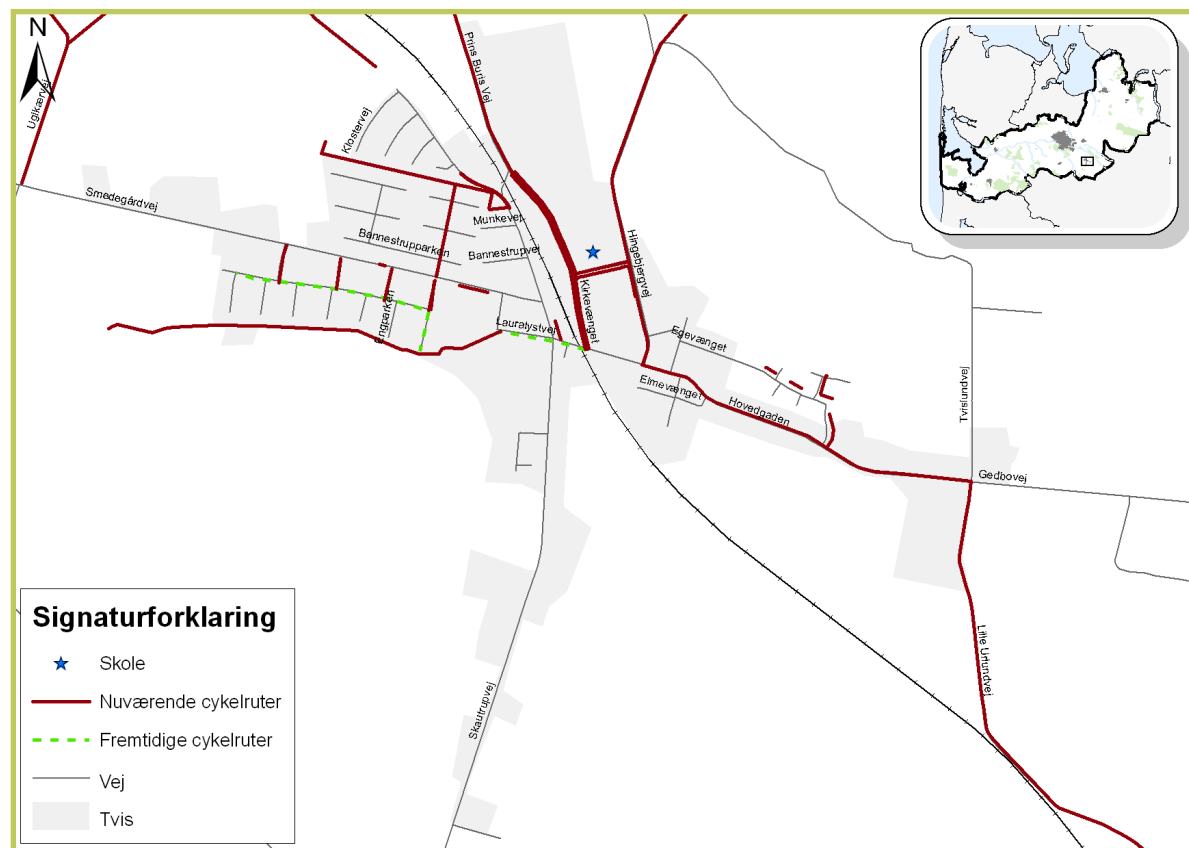 N
Prins Buris Vej
Ugikærvej
Klostervej
Smedegårdvej
Munkevej
Bannestrupparken
Bannestrupvej
Hingebjergvej
Kirkevænget
Engparken
Lauralystvej
Egevænget
Elmevænget
Hovedgaden
Tvislundvej
Gedbovej
Lille Urlundvej
Skautrupvej
Signaturforklaring
Skole
Nuværende cykelruter
Fremtidige cykelruter
Vej
Tvis